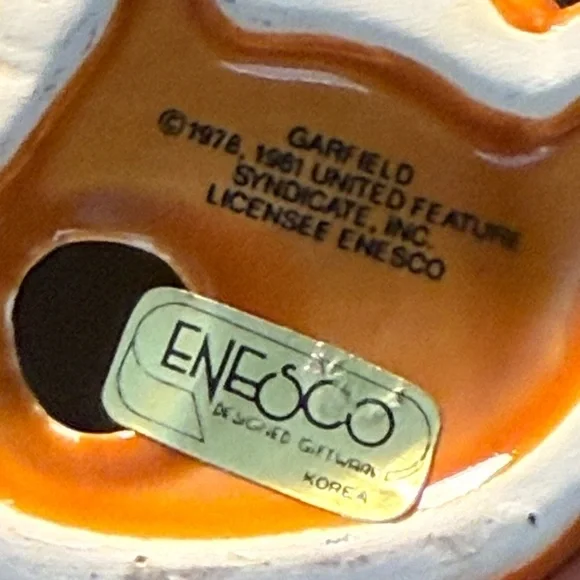 GARFIELD
©1978, 1981 UNITED FEATURE
SYNDICATE, INC.
LICENSEE ENESCO
ENESCO
DESIGNED GIFTWARE
KOREA